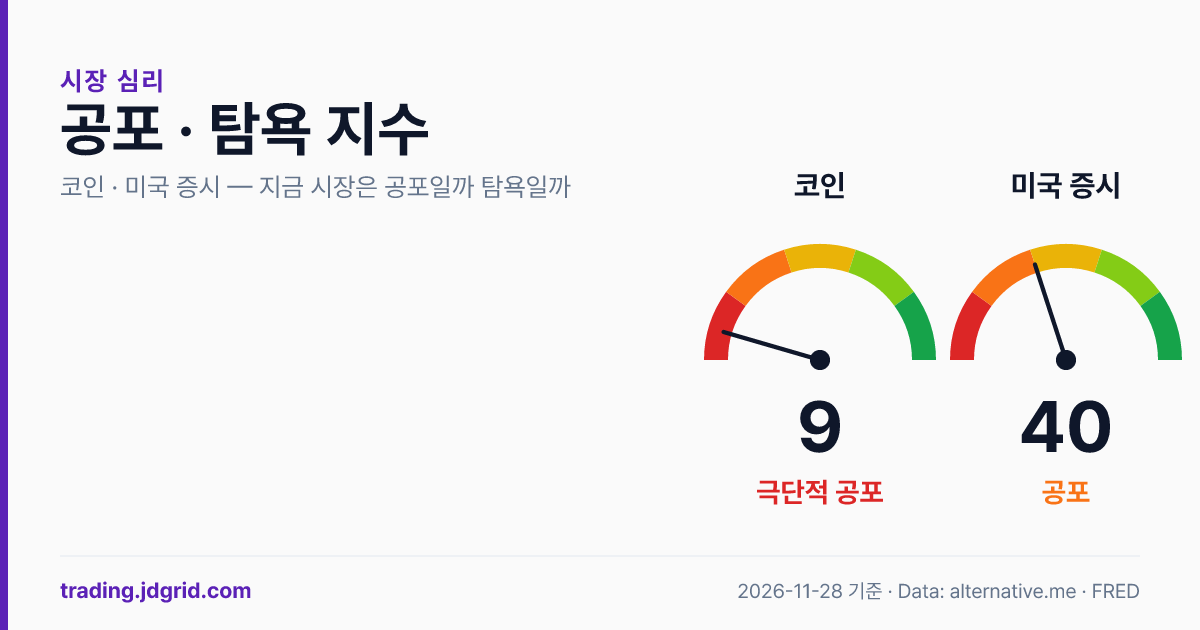 시장 심리
공포 · 탐욕 지수
코인 · 미국 증시 — 지금 시장은 공포일까 탐욕일까
코인
9
극단적 공포
미국 증시
40
공포
trading.jdgrid.com
2026-11-28 기준 · Data: alternative.me · FRED